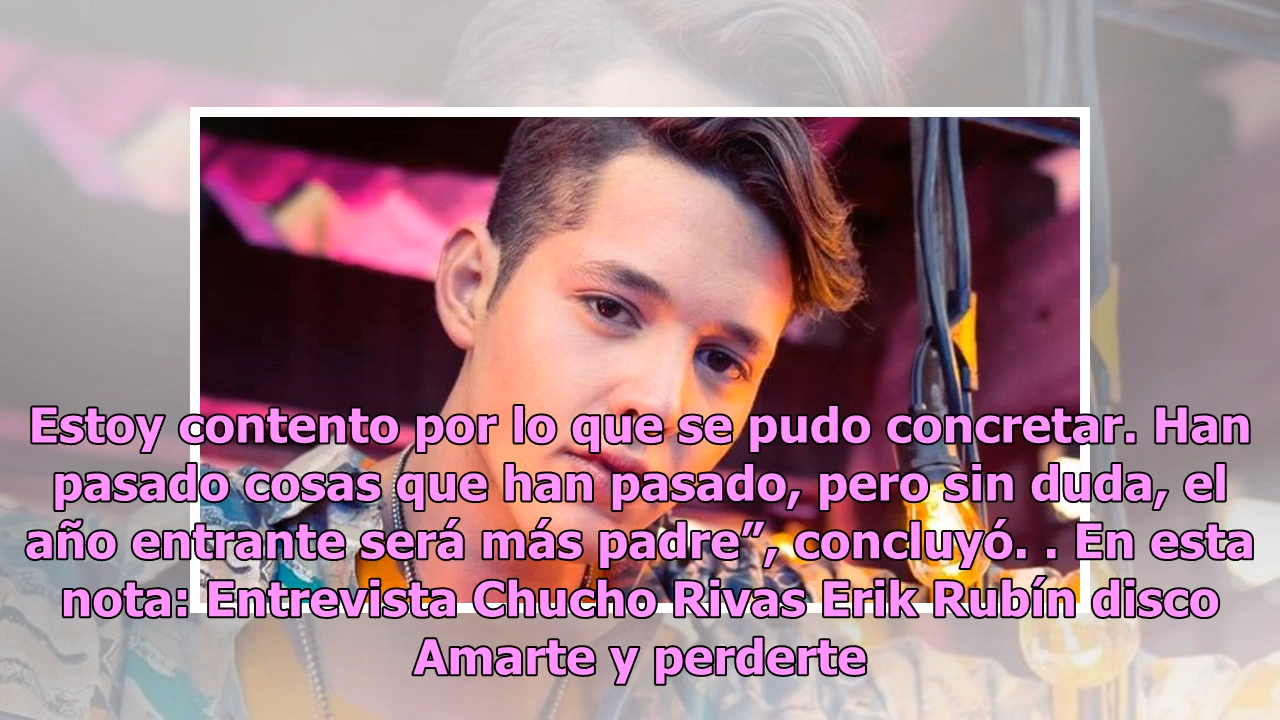 Estoy contento por lo que se pudo concretar. Han
pasado cosas que han pasado, pero sin duda, el
año entrante será más padre”, concluyó. . En esta
nota: Entrevista Chucho Rivas Erik Rubín disco
Amarte y perderte